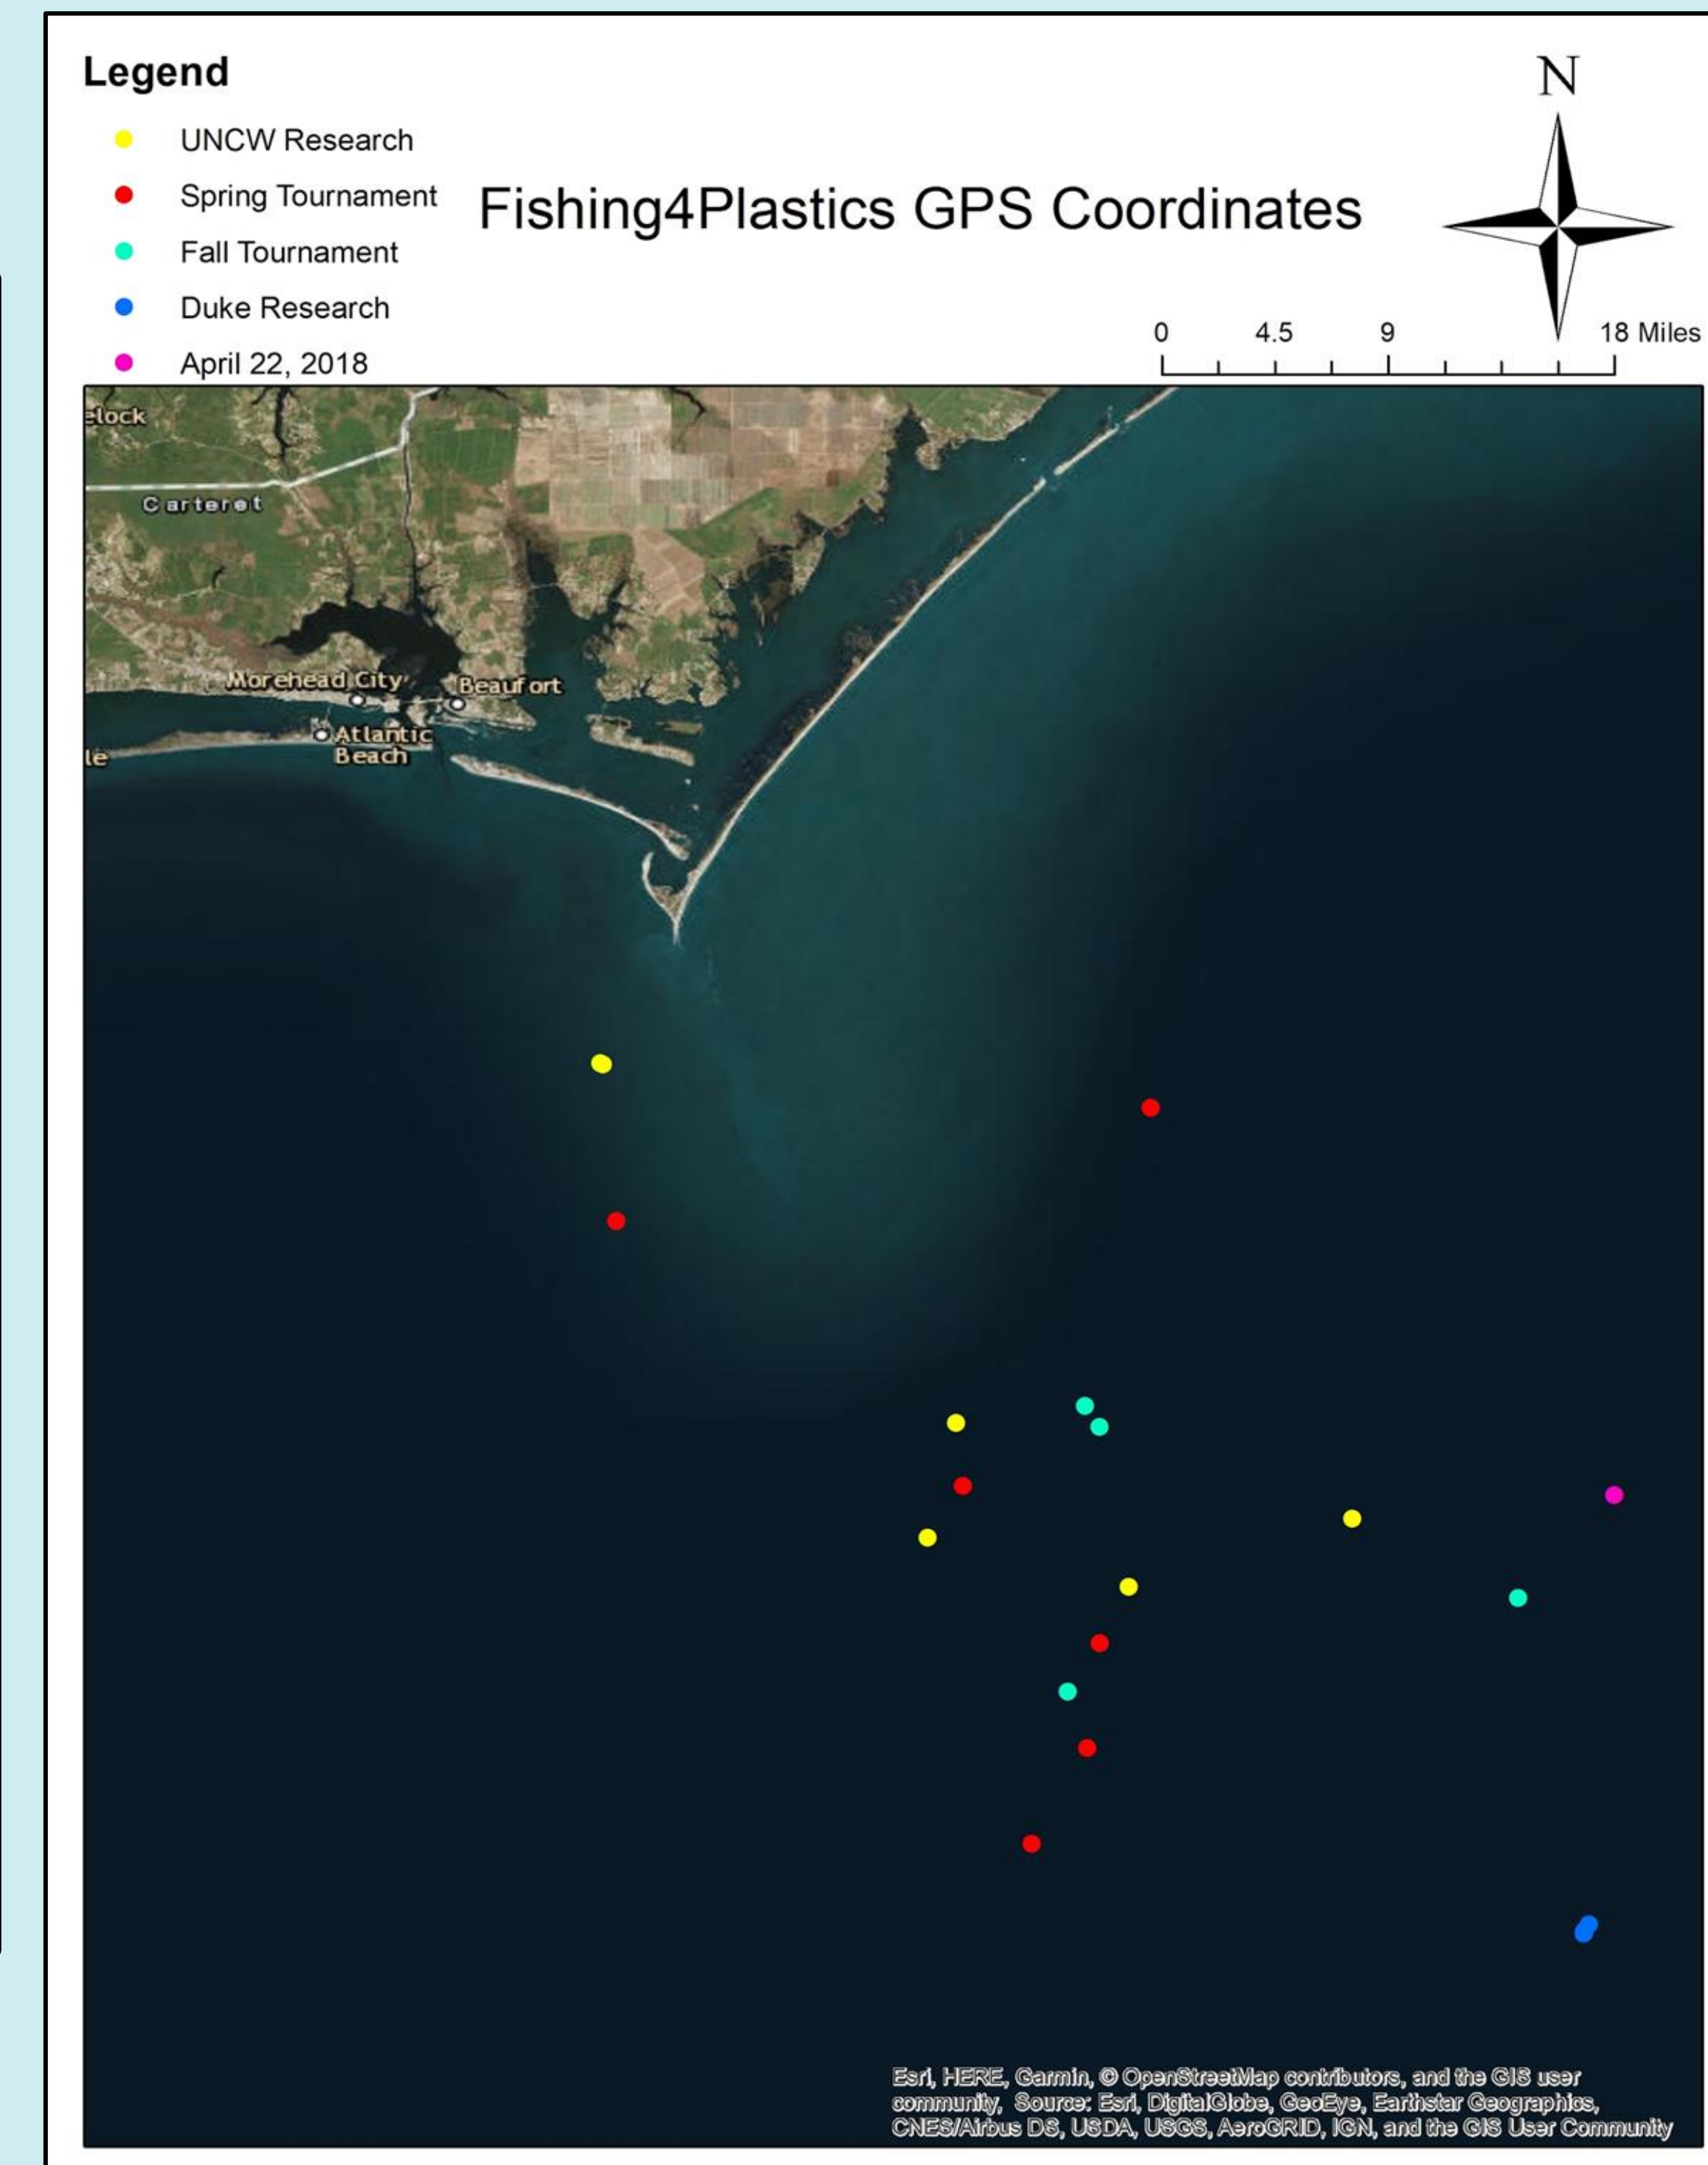 Legend
UNCW Research
Spring Tournament
Fall Tournament
Duke Research
April 22, 2018
Fishing4Plastics GPS Coordinates
N
0 4.5 9 18 Miles
elock
Carteret
Morehead City
Beaufort
Atlantic
Beach
le
Esri, HERE, Garmin, © OpenStreetMap contributors, and the GIS user
community, Source: Esri, DigitalGlobe, GeoEye, Earthstar Geographics,
CNES/Airbus DS, USDA, USGS, AeroGRID, IGN, and the GIS User Community